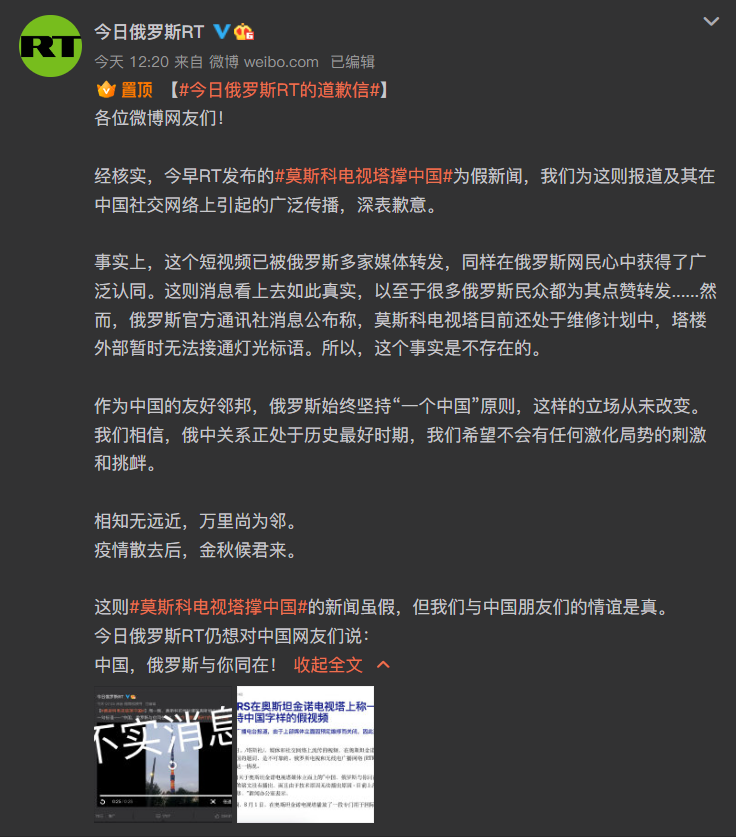 RT
今日俄罗斯RT
今天 12:20 来自 微博 weibo.com 已编辑
置顶 【#今日俄罗斯RT的道歉信#】
各位微博网友们！
经核实，今早RT发布的#莫斯科电视塔撑中国#为假新闻，我们为这则报道及其在
中国社交网络上引起的广泛传播，深表歉意。
事实上，这个短视频已被俄罗斯多家媒体转发，同样在俄罗斯网民心中获得了广
泛认同。这则消息看上去如此真实，以至于很多俄罗斯民众都为其点赞转发......然
而，俄罗斯官方通讯社消息公布称，莫斯科电视塔目前还处于维修计划中，塔楼
外部暂时无法接通灯光标语。所以，这个事实是不存在的。
作为中国的友好邻邦，俄罗斯始终坚持“一个中国”原则，这样的立场从未改变。
我们相信，俄中关系正处于历史最好时期，我们希望不会有任何激化局势的刺激
和挑衅。
相知无远近，万里尚为邻。
疫情散去后，金秋候君来。
这则#莫斯科电视塔撑中国#的新闻虽假，但我们与中国朋友们的情谊是真。
今日俄罗斯RT仍想对中国网友们说：
中国，俄罗斯与你同在！ 收起全文
今日俄罗斯RT
不实消息
RS在奥斯坦金诺电视塔上称一
持中国字样的假视频